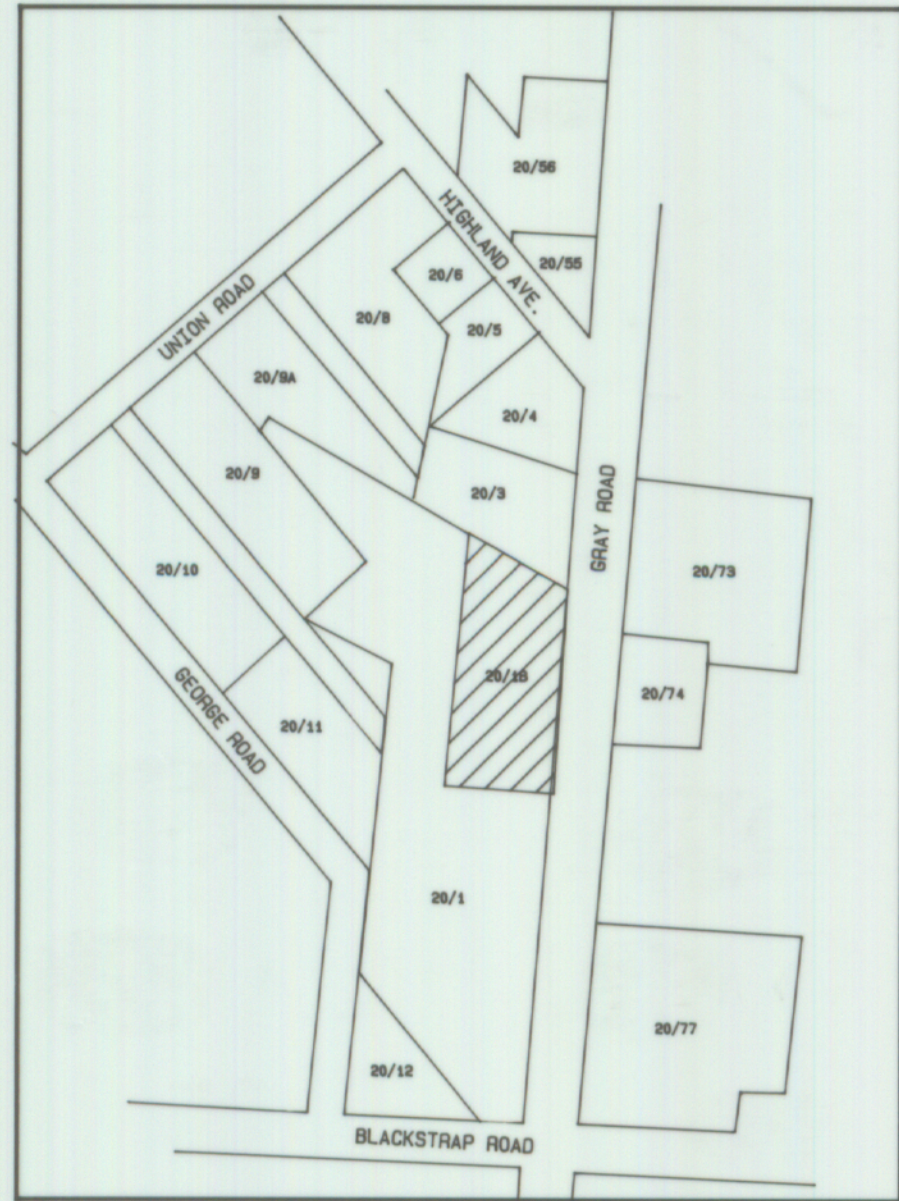 20/56
HIGHLAND AVE.
20/55
20/6
20/8
20/5
UNION ROAD
20/9A
20/4
20/9
20/3
GRAY ROAD
20/10
20/73
20/1B
20/74
GEORGE ROAD
20/11
20/1
20/77
20/12
BLACKSTRAP ROAD